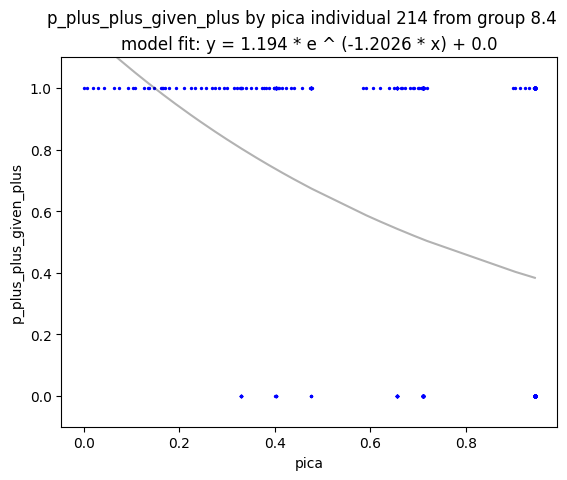 p_plus_plus_given_plus by pica individual 214 from group 8.4
model fit: y = 1.194 * e ^ (-1.2026 * x) + 0.0
1.0
0.8
0.6
0.4
0.2
0.0
p_plus_plus_given_plus
0.0 0.2 0.4 0.6 0.8
pica